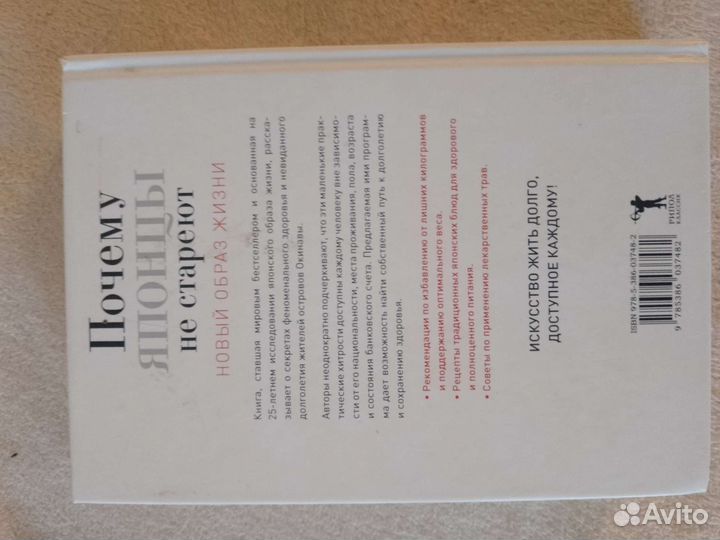 Почему
ЯПОНЦЫ
не стареют
НОВЫЙ ОБРАЗ ЖИЗНИ
Книга, ставшая мировым бестселлером и основанная на
25-летнем исследовании японского образа жизни, расска-
зывает о секретах феноменального здоровья и невиданного
долголетия жителей островов Окинавы.
Авторы неоднократно подчеркивают, что эти маленькие прак-
тические хитрости доступны каждому человеку вне зависимо-
сти от его национальности, места проживания, пола, возраста
и состояния банковского счета. Предлагаемая ими програм-
ма дает возможность найти собственный путь к долголетию
и сохранению здоровья.
• Рекомендации по избавлению от лишних килограммов
и поддержанию оптимального веса.
• Рецепты традиционных японских блюд для здорового
и полноценного питания.
• Советы по применению лекарственных трав.
ИСКУССТВО ЖИТЬ ДОЛГО,
ДОСТУПНОЕ КАЖДОМУ!
РИПОЛ
КЛАССИК
ISBN 978-5-386-03748-2
9 785386 037482
Avito